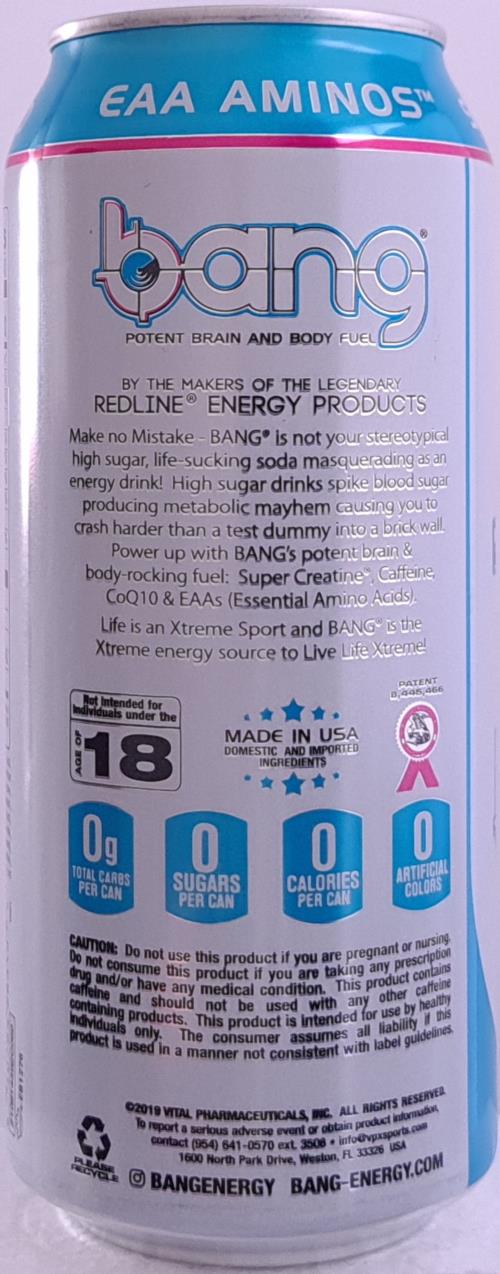 EAA AMINOS™
bang®
POTENT BRAIN AND BODY FUEL
BY THE MAKERS OF THE LEGENDARY
REDLINE® ENERGY PRODUCTS
Make no Mistake - BANG® is not your stereotypical
high sugar, life-sucking soda masquerading as an
energy drink! High sugar drinks spike blood sugar
producing metabolic mayhem causing you to
crash harder than a test dummy into a brick wall.
Power up with BANG's potent brain &
body-rocking fuel: Super Creatine®, Caffeine,
CoQ10 & EAAs (Essential Amino Acids).
Life is an Xtreme Sport and BANG® is the
Xtreme energy source to Live Life Xtreme!
Not Intended for
Individuals under the
AGE OF 18
MADE IN USA
DOMESTIC AND IMPORTED
INGREDIENTS
PATENT
8,445,466
0g
TOTAL CARBS
PER CAN
0
SUGARS
PER CAN
0
CALORIES
PER CAN
0
ARTIFICIAL
COLORS
CAUTION: Do not use this product if you are pregnant or nursing.
Do not consume this product if you are taking any prescription
drug and/or have any medical condition. This product contains
caffeine and should not be used with any other caffeine
containing products. This product is intended for use by healthy
individuals only. The consumer assumes all liability if this
product is used in a manner not consistent with label guidelines.
©2019 VITAL PHARMACEUTICALS, INC. ALL RIGHTS RESERVED.
To report a serious adverse event or obtain product information,
contact (954) 641-0570 ext. 3508 • info@vpxsports.com
1600 North Park Drive, Weston, FL 33326 USA
PLEASE
RECYCLE
BANGENERGY BANG-ENERGY.COM